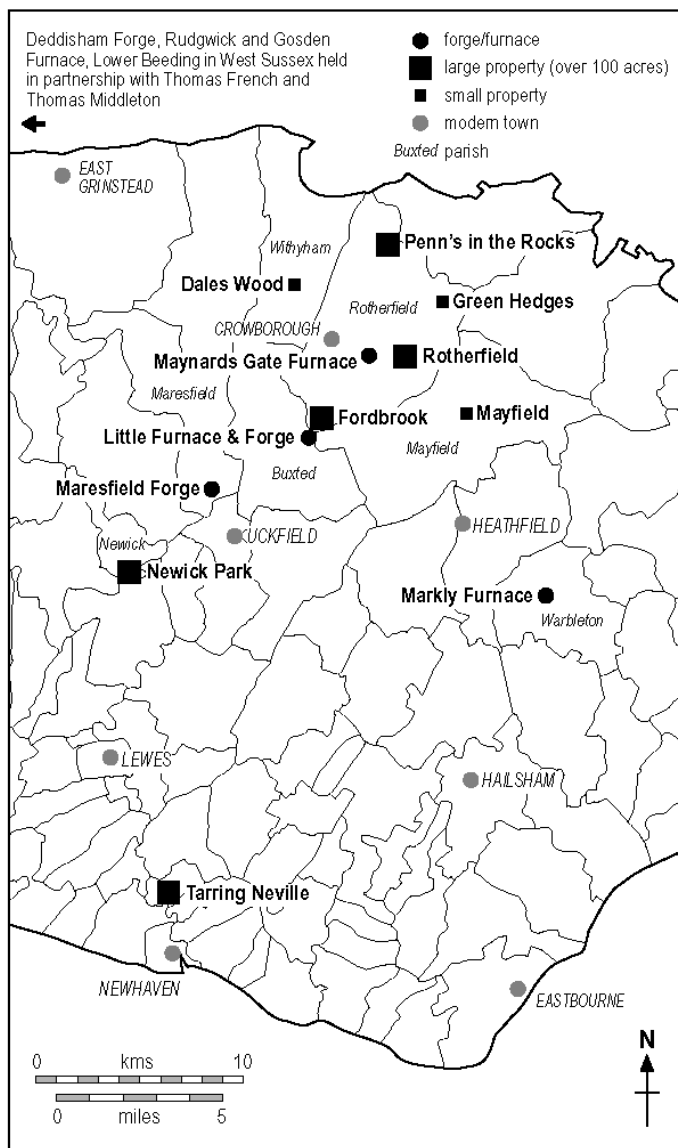 Deddisham Forge, Rudgwick and Gosden
Furnace, Lower Beeding in West Sussex held
in partnership with Thomas French and
Thomas Middleton
forge/furnace
large property (over 100 acres)
small property
modern town
Buxted parish
EAST
GRINSTEAD
Withyham
Penn's in the Rocks
Dales Wood
Rotherfield
Green Hedges
CROWBOROUGH
Maynards Gate Furnace
Rotherfield
Maresfield
Fordbrook
Mayfield
Little Furnace & Forge
Mayfield
Buxted
Maresfield Forge
UCKFIELD
HEATHFIELD
Newick
Newick Park
Markly Furnace
Warbleton
LEWES
HAILSHAM
Tarring Neville
NEWHAVEN
EASTBOURNE
N
0 kms 10
0 miles 5